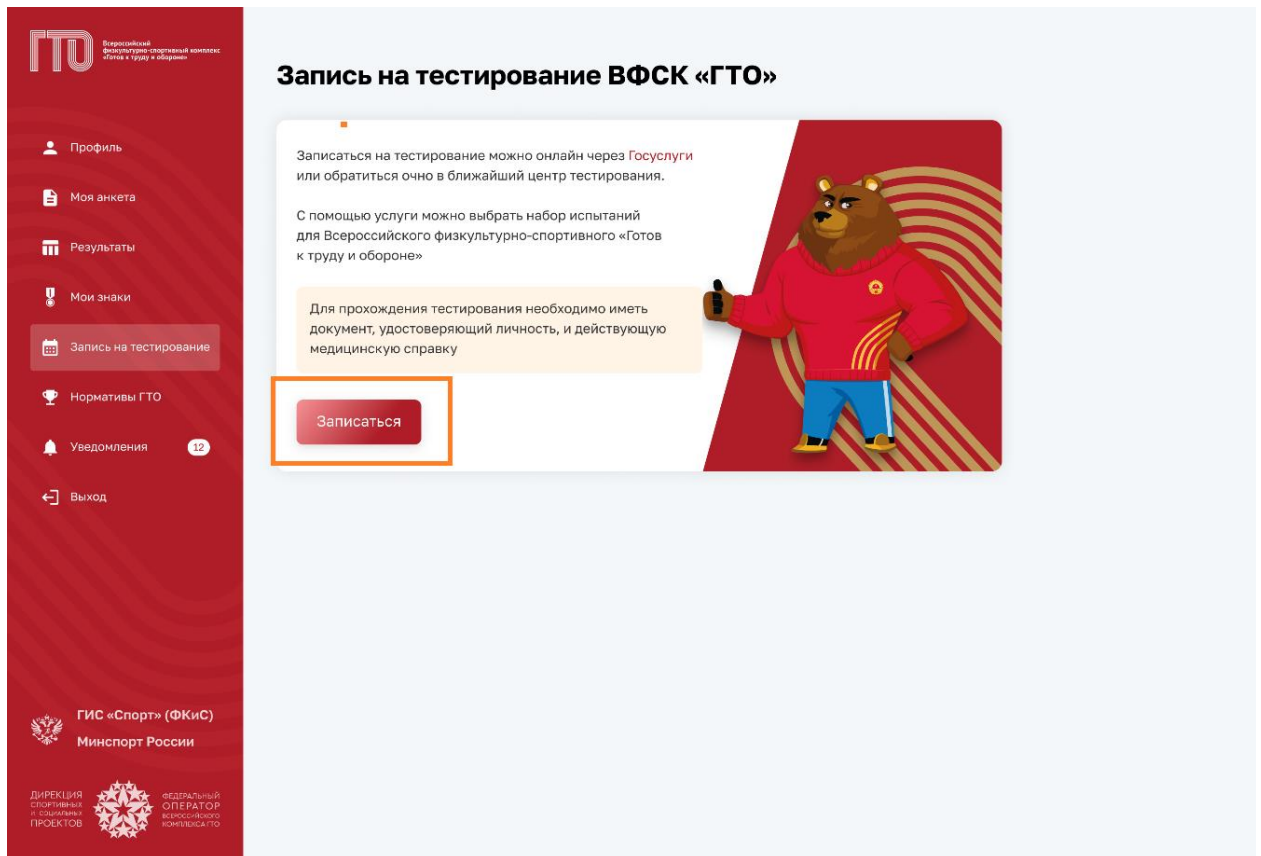 ГТО
Всероссийский
физкультурно-спортивный комплекс
«Готов к труду и обороне»
Профиль
Моя анкета
Результаты
Мои знаки
Запись на тестирование
Нормативы ГТО
Уведомления 12
Выход
ГИС «Спорт» (ФКиС)
Минспорт России
ДИРЕКЦИЯ
СПОРТИВНЫХ
И СОЦИАЛЬНЫХ
ПРОЕКТОВ
ФЕДЕРАЛЬНЫЙ
ОПЕРАТОР
ВСЕРОССИЙСКОГО
КОМПЛЕКСА ГТО
Запись на тестирование ВФСК «ГТО»
Записаться на тестирование можно онлайн через Госуслуги
или обратиться очно в ближайший центр тестирования.
С помощью услуги можно выбрать набор испытаний
для Всероссийского физкультурно-спортивного «Готов
к труду и обороне»
Для прохождения тестирования необходимо иметь
документ, удостоверяющий личность, и действующую
медицинскую справку
Записаться